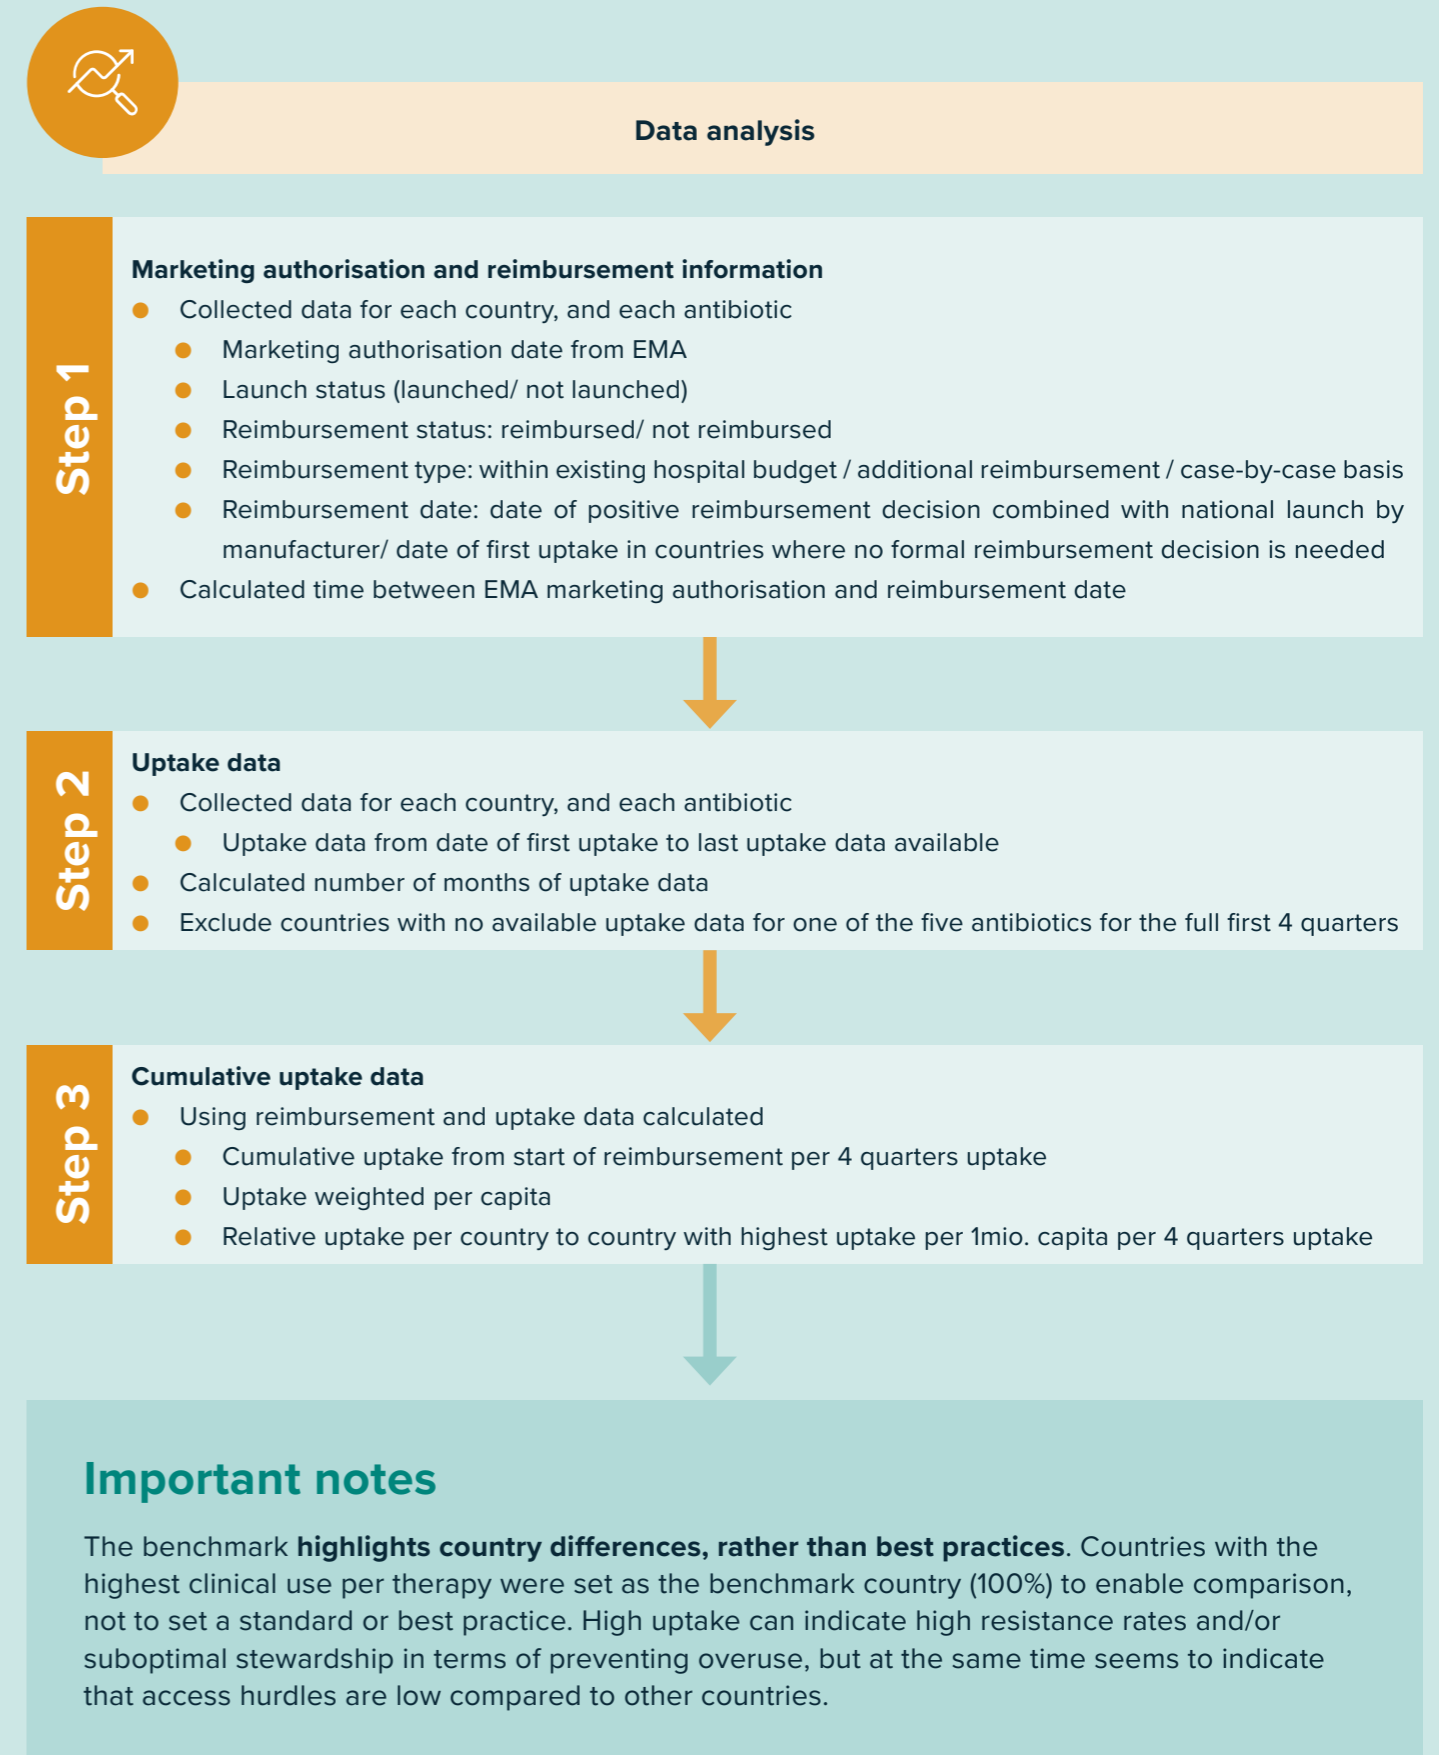 Data analysis
Step 1
Marketing authorisation and reimbursement information
Collected data for each country, and each antibiotic
Marketing authorisation date from EMA
Launch status (launched/ not launched)
Reimbursement status: reimbursed/ not reimbursed
Reimbursement type: within existing hospital budget / additional reimbursement / case-by-case basis
Reimbursement date: date of positive reimbursement decision combined with national launch by
manufacturer/ date of first uptake in countries where no formal reimbursement decision is needed
Calculated time between EMA marketing authorisation and reimbursement date
Step 2
Uptake data
Collected data for each country, and each antibiotic
Uptake data from date of first uptake to last uptake data available
Calculated number of months of uptake data
Exclude countries with no available uptake data for one of the five antibiotics for the full first 4 quarters
Step 3
Cumulative uptake data
Using reimbursement and uptake data calculated
Cumulative uptake from start of reimbursement per 4 quarters uptake
Uptake weighted per capita
Relative uptake per country to country with highest uptake per 1mio. capita per 4 quarters uptake
Important notes
The benchmark highlights country differences, rather than best practices. Countries with the
highest clinical use per therapy were set as the benchmark country (100%) to enable comparison,
not to set a standard or best practice. High uptake can indicate high resistance rates and/or
suboptimal stewardship in terms of preventing overuse, but at the same time seems to indicate
that access hurdles are low compared to other countries.